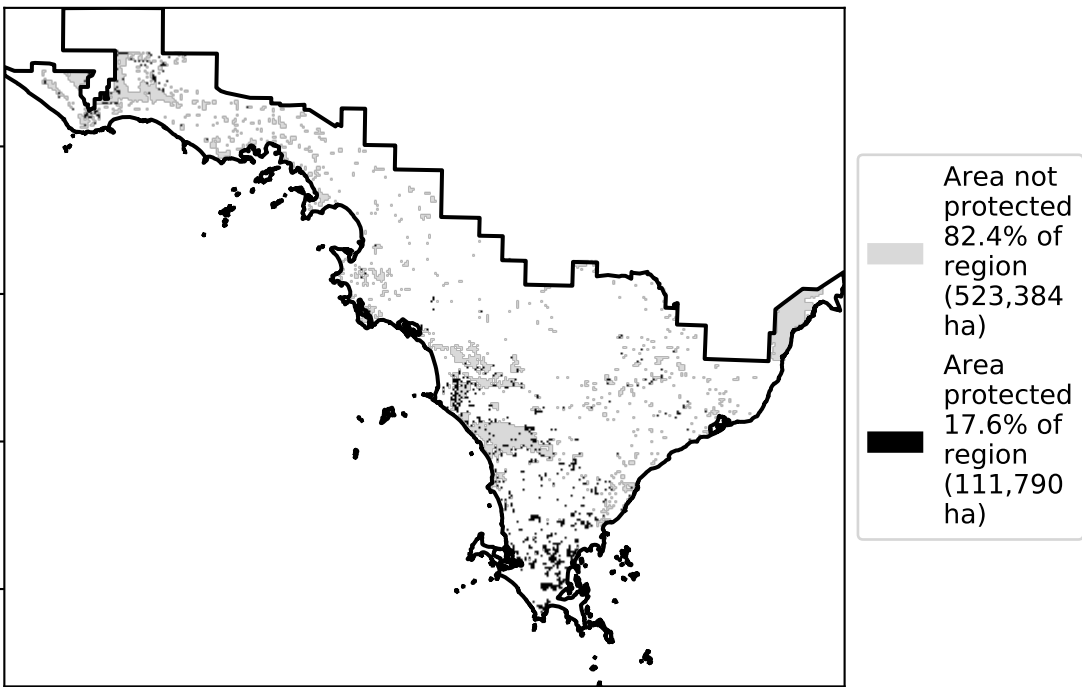 Area not
protected
82.4% of
region
(523,384
ha)
Area
protected
17.6% of
region
(111,790
ha)